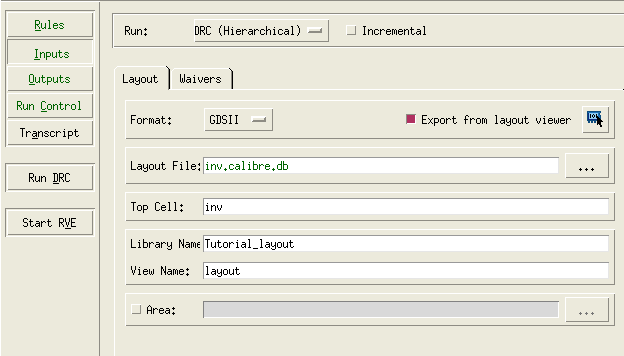 Rules
Inputs
Outputs
Run Control
Transcript
Run DRC
Start RVE
Run: DRC (Hierarchical) Incremental
Layout Waivers
Format: GDSII Export from layout viewer
Layout File: inv.calibre.db ...
Top Cell: inv
Library Name Tutorial_layout
View Name: layout
Area: ...